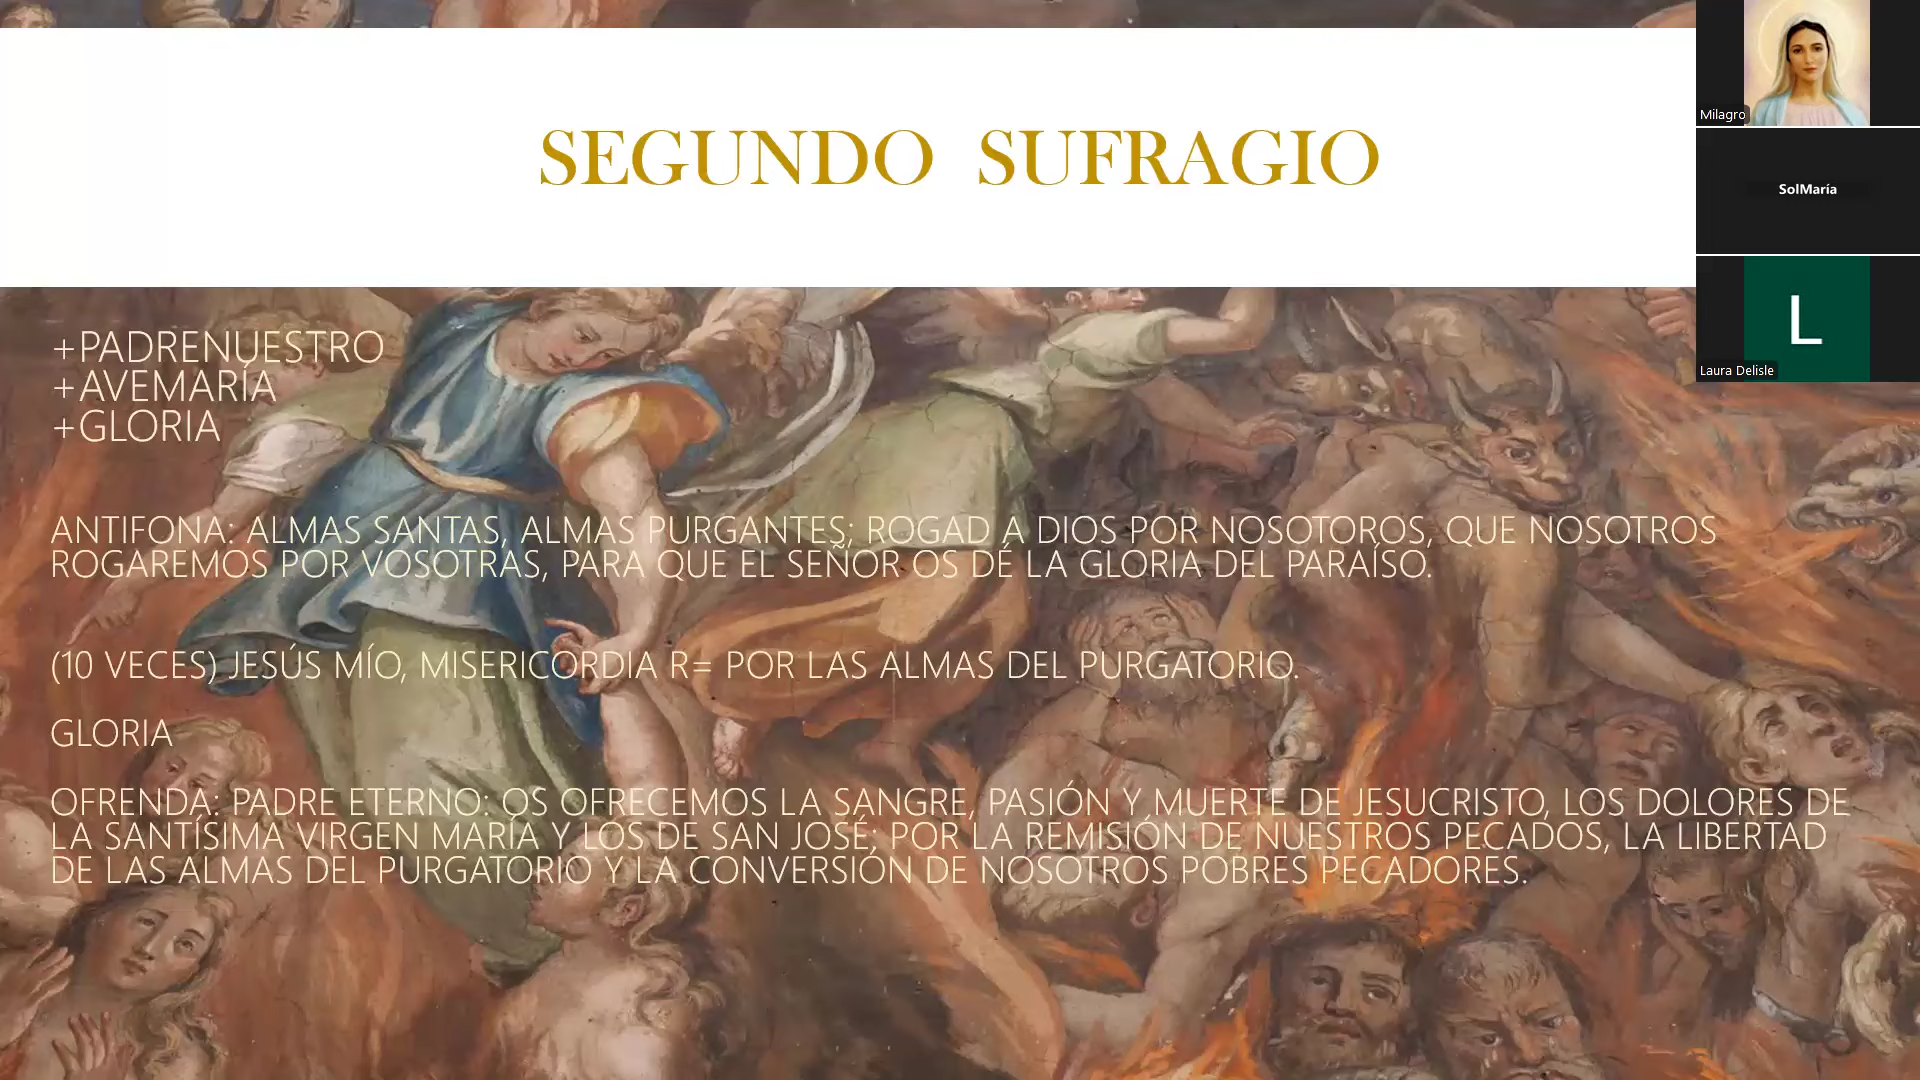 SEGUNDO SUFRAGIO
+PADRENUESTRO
+AVEMARÍA
+GLORIA
ANTIFONA: ALMAS SANTAS, ALMAS PURGANTES; ROGAD A DIOS POR NOSOTOROS, QUE NOSOTROS
ROGAREMOS POR VOSOTRAS, PARA QUE EL SEÑOR OS DÉ LA GLORIA DEL PARAÍSO.
(10 VECES) JESÚS MÍO, MISERICORDIA R= POR LAS ALMAS DEL PURGATORIO.
GLORIA
OFRENDA: PADRE ETERNO: OS OFRECEMOS LA SANGRE, PASIÓN Y MUERTE DE JESUCRISTO, LOS DOLORES DE
LA SANTÍSIMA VIRGEN MARÍA Y LOS DE SAN JOSÉ; POR LA REMISIÓN DE NUESTROS PECADOS, LA LIBERTAD
DE LAS ALMAS DEL PURGATORIO Y LA CONVERSIÓN DE NOSOTROS POBRES PECADORES.
Milagro
SolMaría
L
Laura Delisle